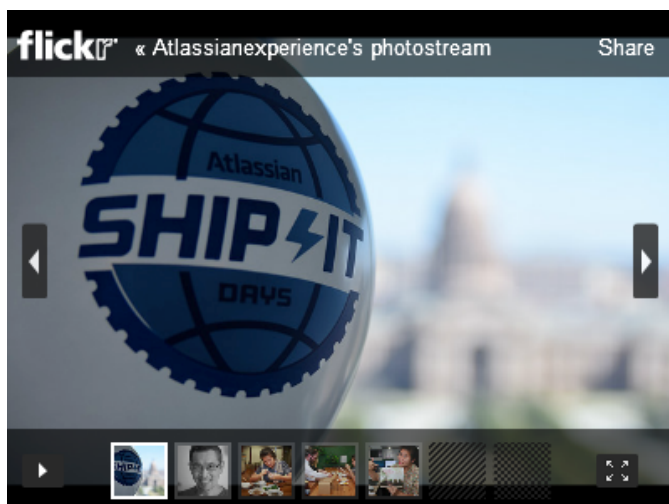 flickr « Atlassianexperience's photostream Share
Atlassian
SHIP IT
DAYS